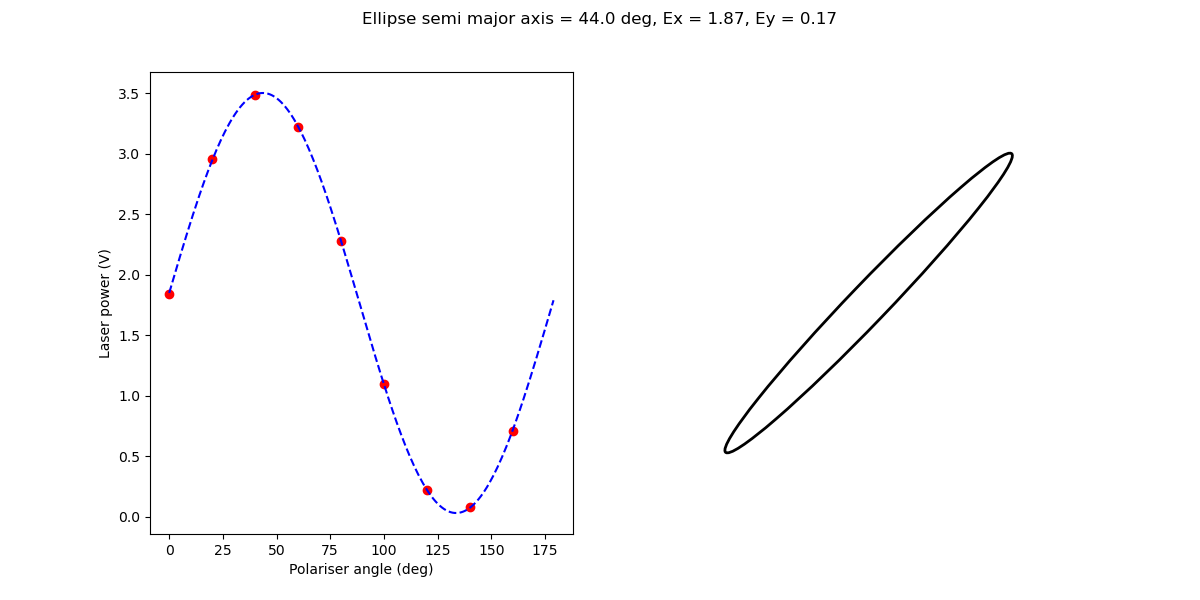 Ellipse semi major axis = 44.0 deg, Ex = 1.87, Ey = 0.17
3.5
3.0
2.5
2.0
1.5
1.0
0.5
0.0
Laser power (V)
0 25 50 75 100 125 150 175
Polariser angle (deg)